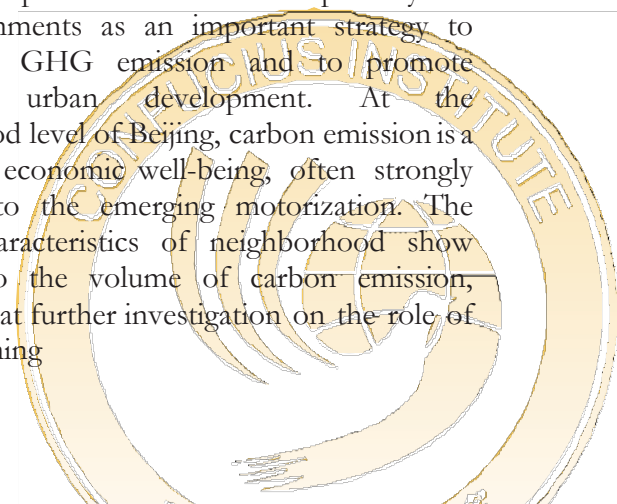 nments as an important strategy to
GHG emission and to promote
urban development. At the
od level of Beijing, carbon emission is a
economic well-being, often strongly
to the emerging motorization. The
aracteristics of neighborhood show
o the volume of carbon emission,
at further investigation on the role of
ning
CONFUCIUS INSTITUTE